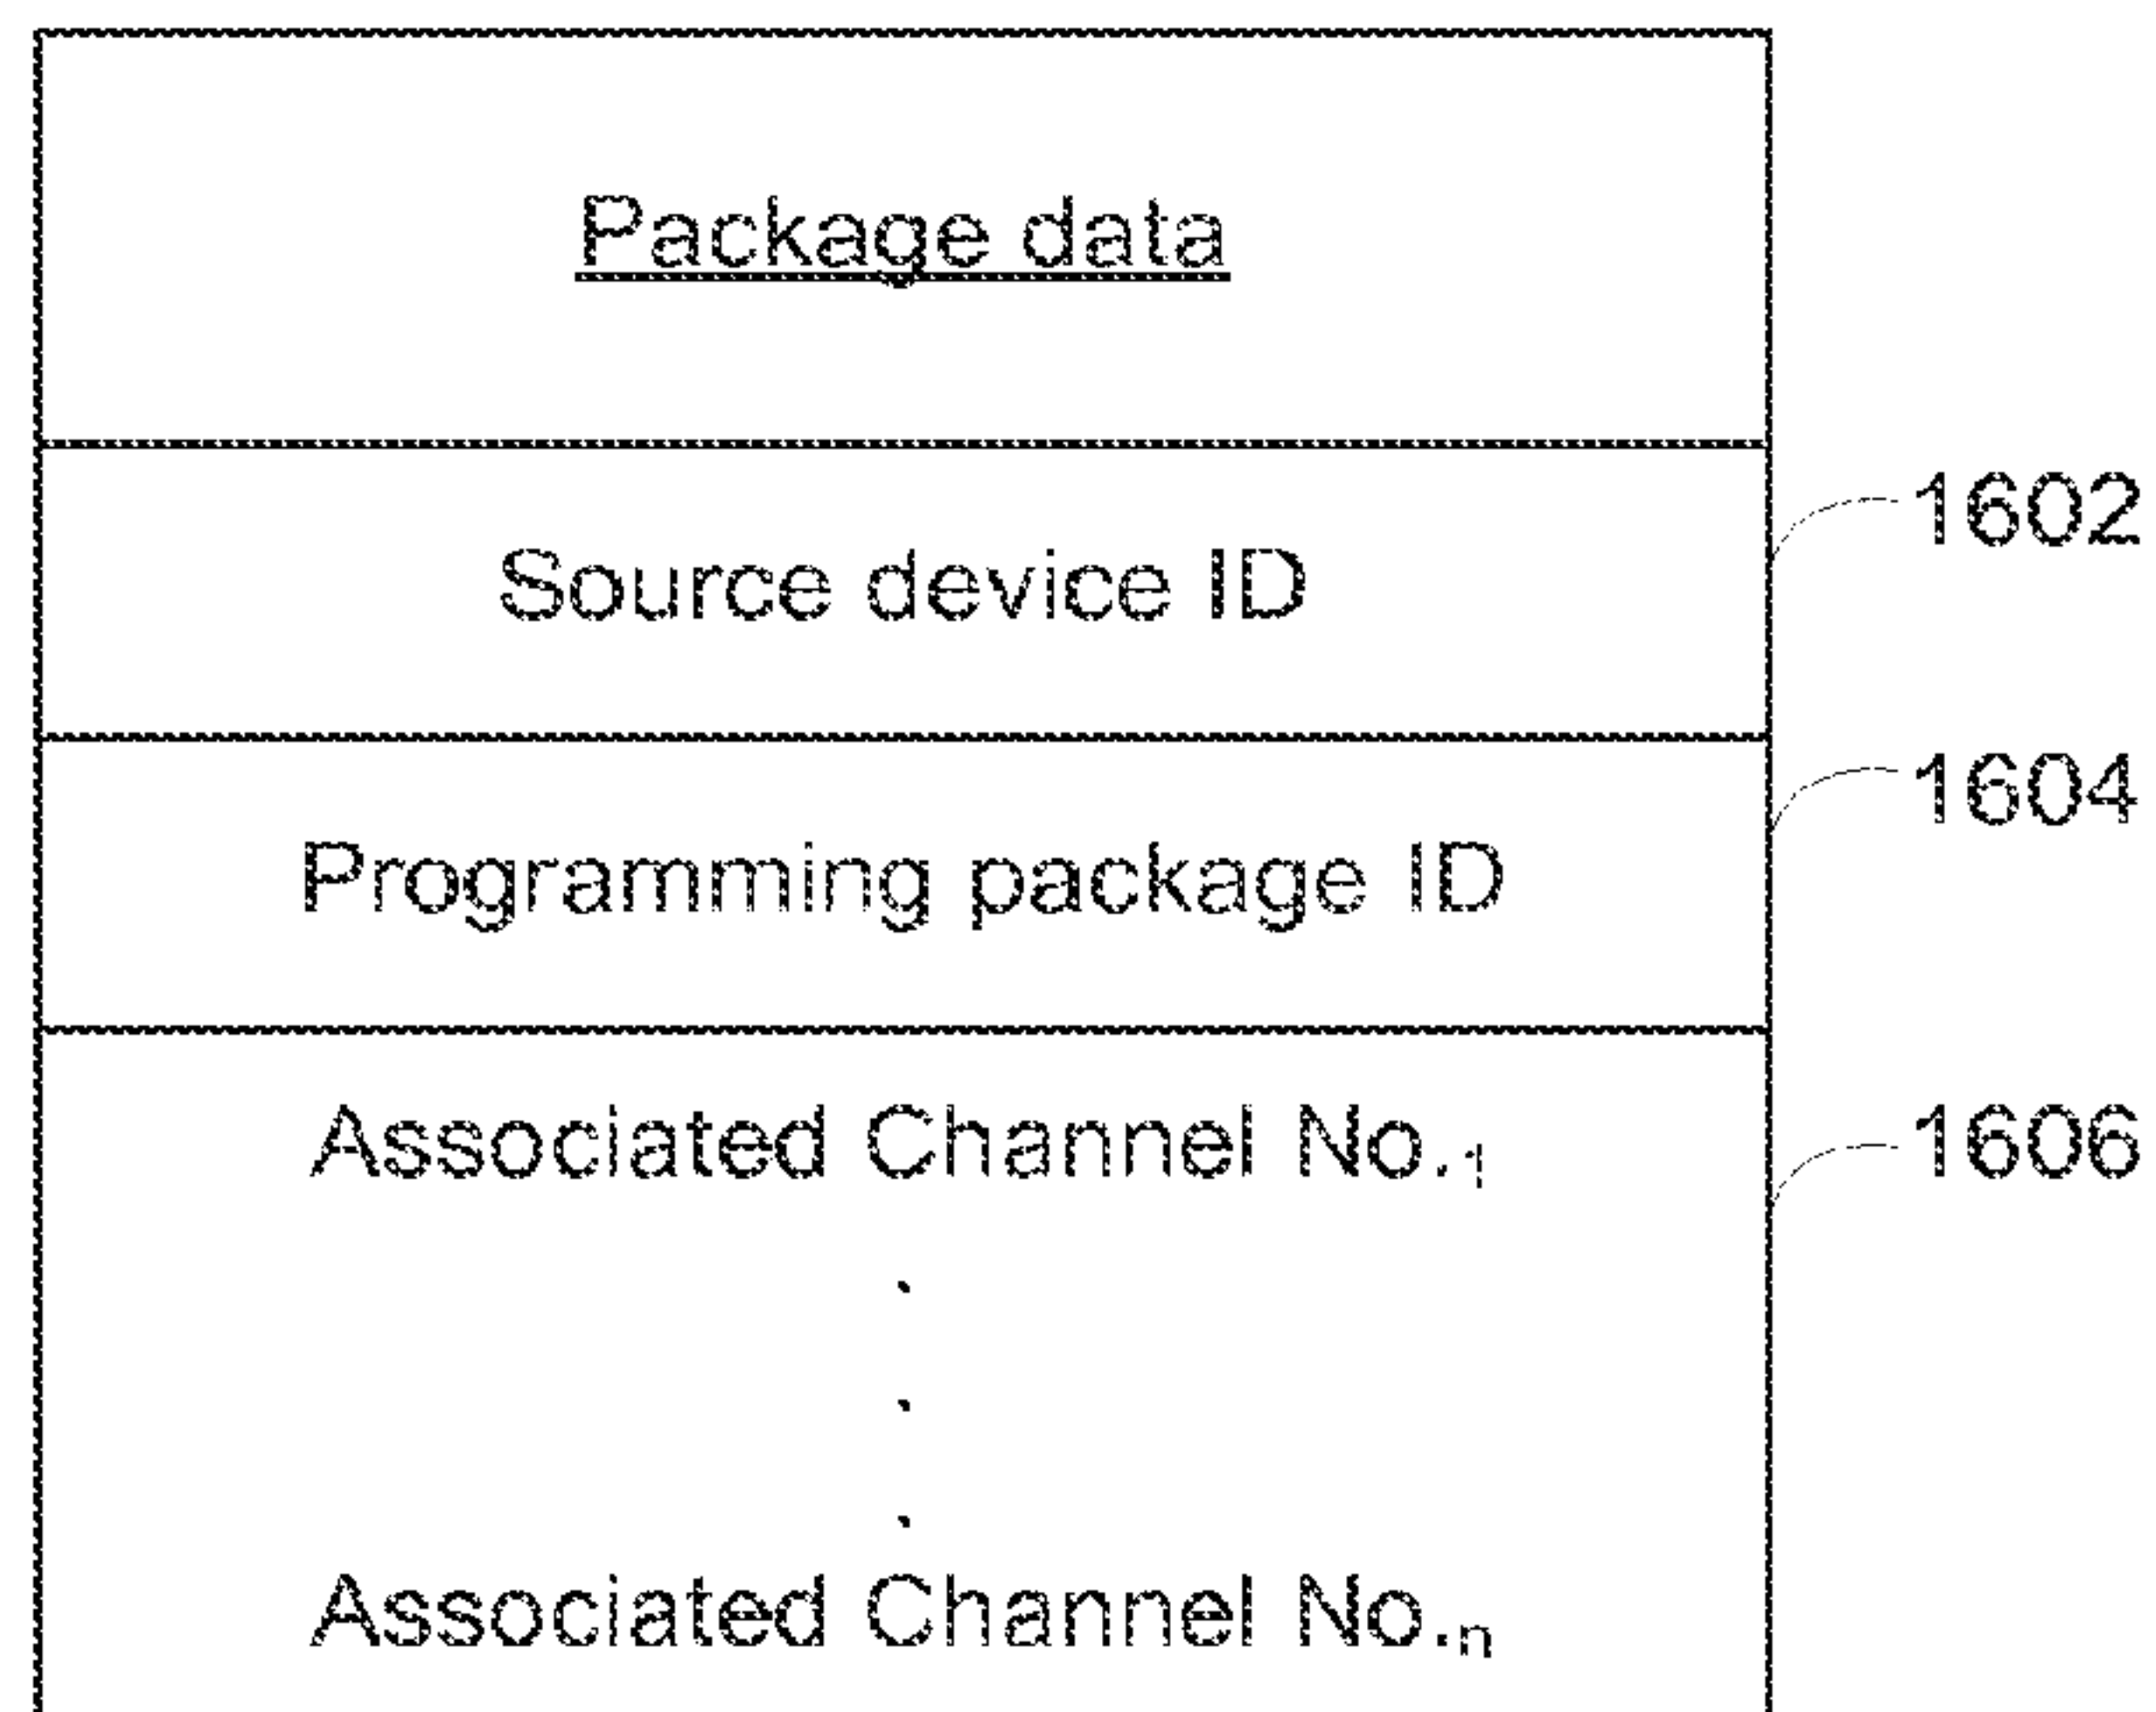 Package data
Source device ID
1602
Programming package ID
1604
Associated Channel No.1
1606
.
.
.
Associated Channel No.n